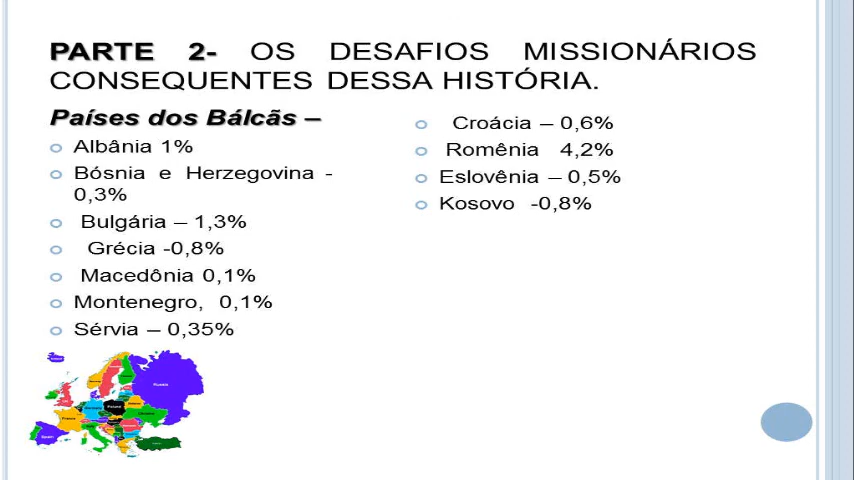 PARTE 2- OS DESAFIOS MISSIONÁRIOS
CONSEQUENTES DESSA HISTÓRIA.
Países dos Bálcãs –
Albânia 1%
Bósnia e Herzegovina -
0,3%
Bulgária – 1,3%
Grécia -0,8%
Macedônia 0,1%
Montenegro, 0,1%
Sérvia – 0,35%
Croácia – 0,6%
Romênia 4,2%
Eslovênia – 0,5%
Kosovo -0,8%
Russia
Spain